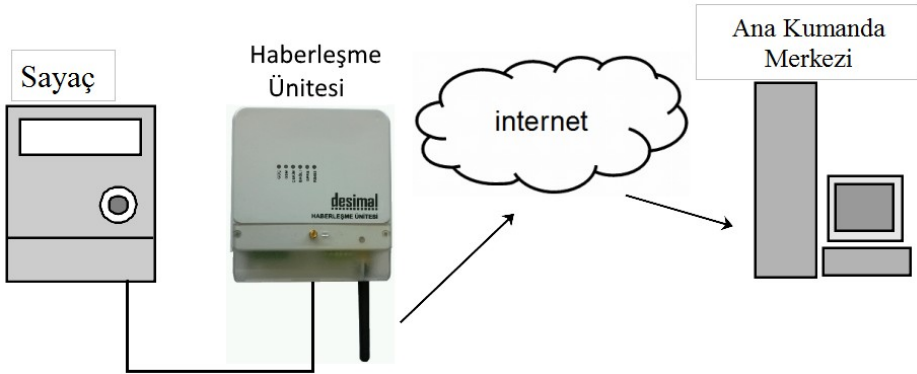 Sayaç
Haberleşme
Ünitesi
internet
Ana Kumanda
Merkezi
desimal
HABERLEŞME ÜNİTESİ